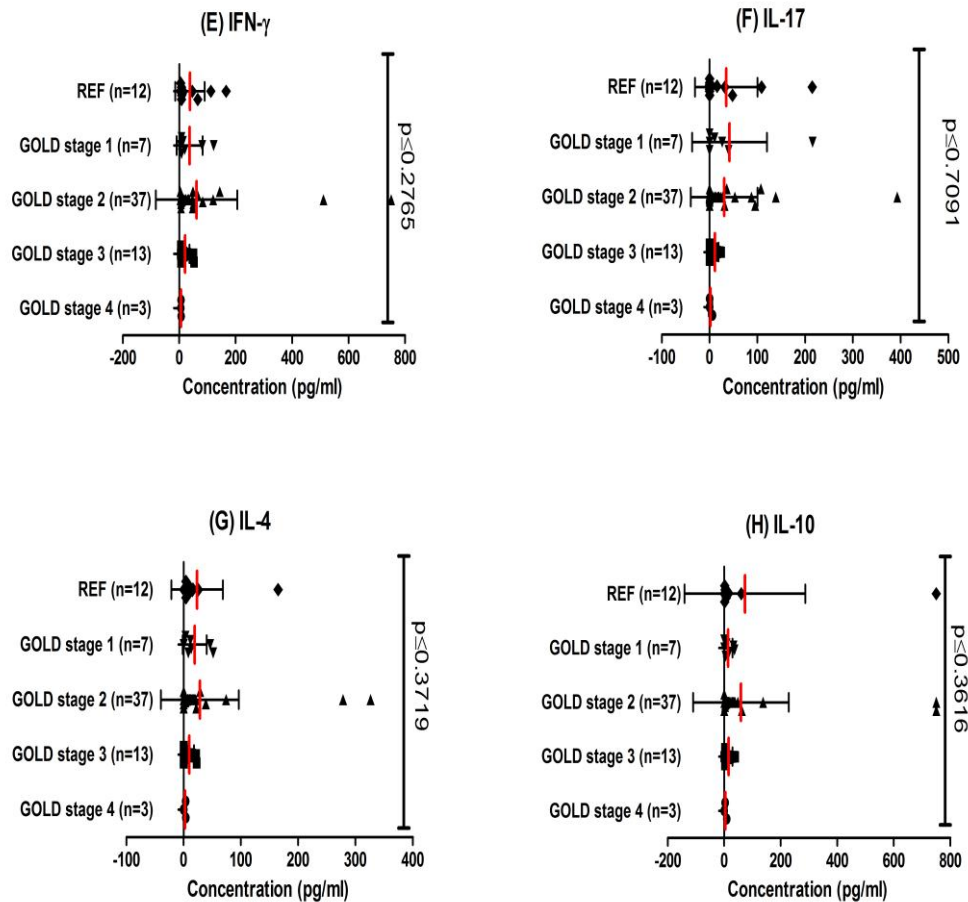 (E) IFN-γ
REF (n=12)
GOLD stage 1 (n=7)
GOLD stage 2 (n=37)
GOLD stage 3 (n=13)
GOLD stage 4 (n=3)
-200 0 200 400 600 800
Concentration (pg/ml)
p≤0.2765
(F) IL-17
REF (n=12)
GOLD stage 1 (n=7)
GOLD stage 2 (n=37)
GOLD stage 3 (n=13)
GOLD stage 4 (n=3)
-100 0 100 200 300 400 500
Concentration (pg/ml)
p≤0.7091
(G) IL-4
REF (n=12)
GOLD stage 1 (n=7)
GOLD stage 2 (n=37)
GOLD stage 3 (n=13)
GOLD stage 4 (n=3)
-100 0 100 200 300 400
Concentration (pg/ml)
p≤0.3719
(H) IL-10
REF (n=12)
GOLD stage 1 (n=7)
GOLD stage 2 (n=37)
GOLD stage 3 (n=13)
GOLD stage 4 (n=3)
-200 0 200 400 600 800
Concentration (pg/ml)
p≤0.3616